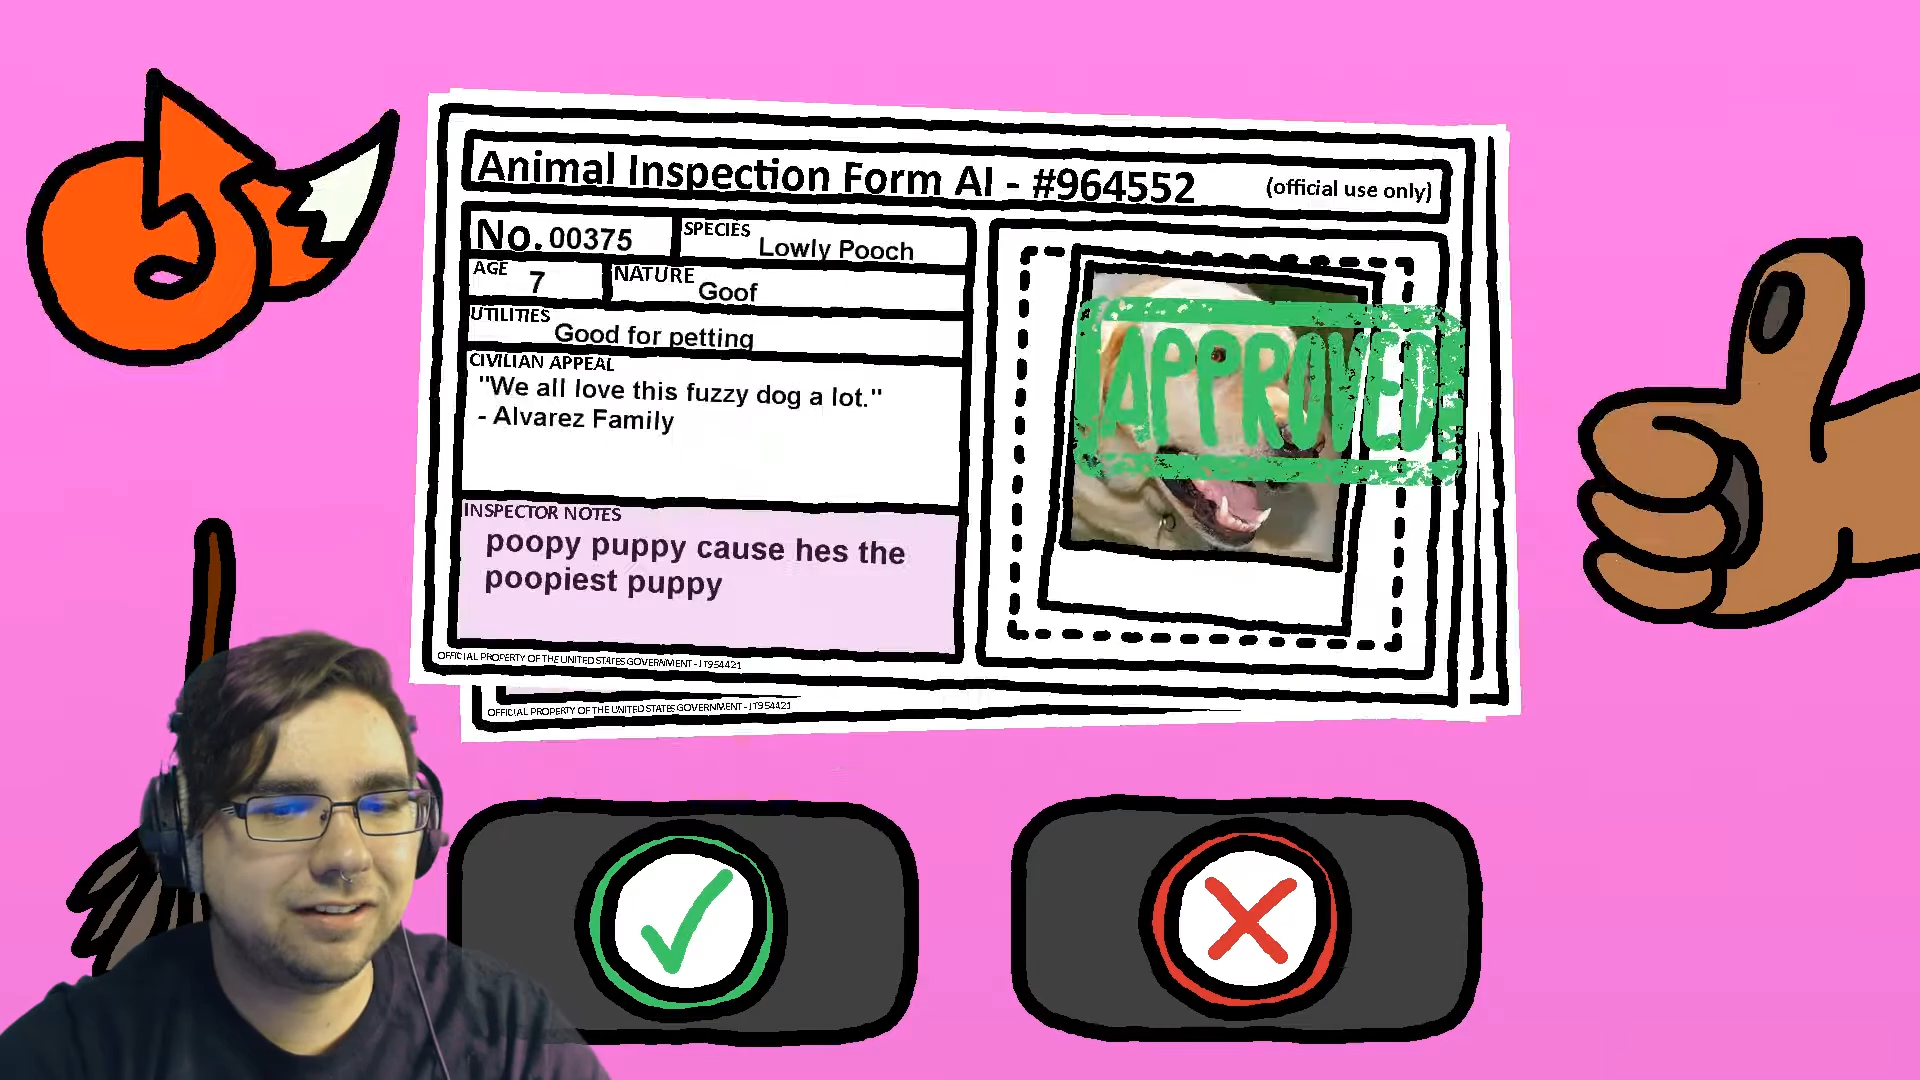 Animal Inspection Form AI - #964552 (official use only)
No. 00375 SPECIES Lowly Pooch
AGE 7 NATURE Goof
UTILITIES Good for petting
CIVILIAN APPEAL
"We all love this fuzzy dog a lot."
- Alvarez Family
INSPECTOR NOTES
poopy puppy cause hes the
poopiest puppy
OFFICIAL PROPERTY OF THE UNITED STATES GOVERNMENT - JT954421
APPROVED
OFFICIAL PROPERTY OF THE UNITED STATES GOVERNMENT - JT954421